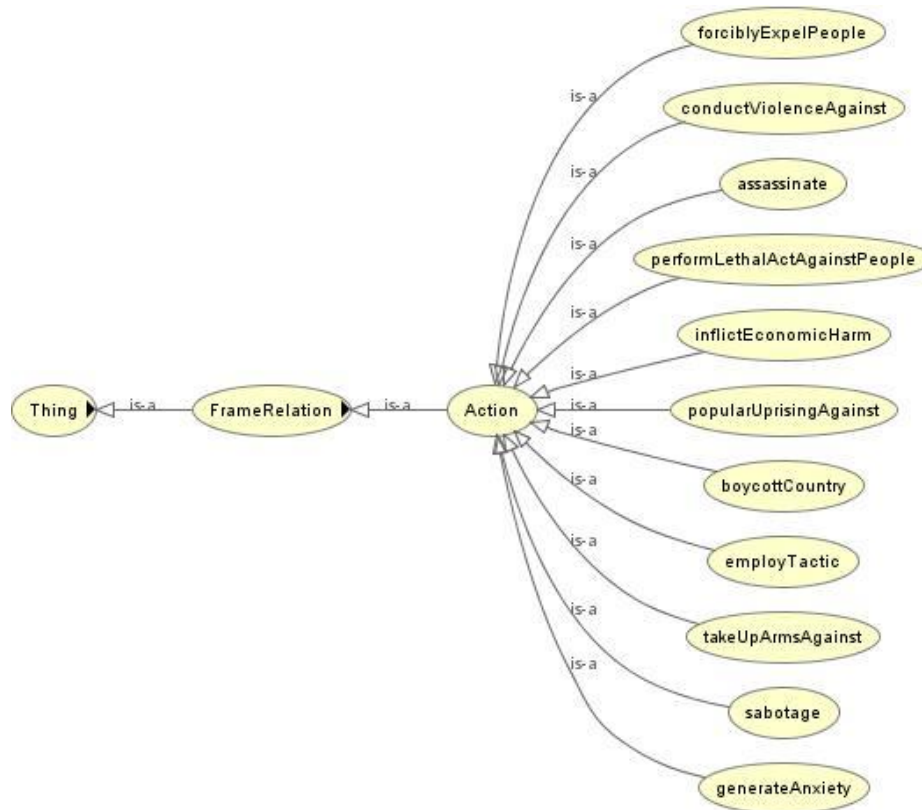 forciblyExpelPeople
is-a
conductViolenceAgainst
is-a
assassinate
is-a
performLethalActAgainstPeople
is-a
inflictEconomicHarm
is-a
Thing
is-a
FrameRelation
is-a
Action
is-a
popularUprisingAgainst
is-a
boycottCountry
is-a
employTactic
is-a
takeUpArmsAgainst
is-a
sabotage
is-a
generateAnxiety